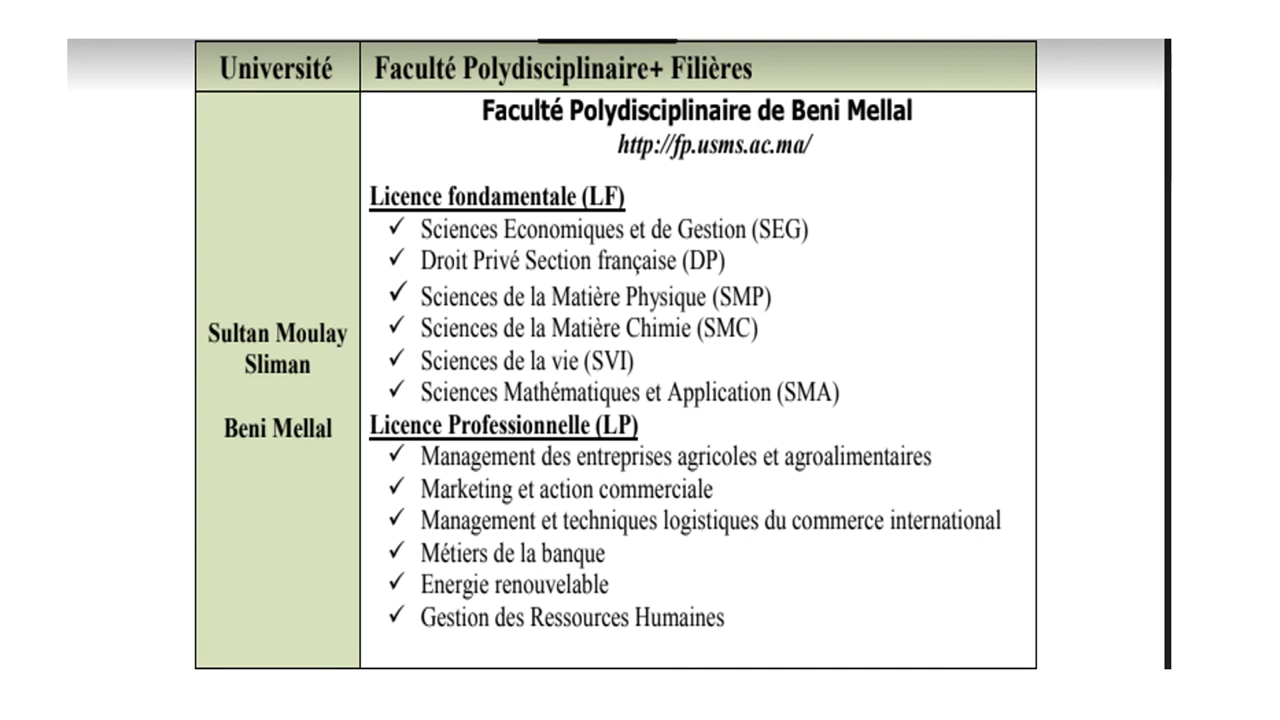 Université
Faculté Polydisciplinaire+ Filières
Sultan Moulay
Sliman
Beni Mellal
Faculté Polydisciplinaire de Beni Mellal
http://fp.usms.ac.ma/
Licence fondamentale (LF)
✓ Sciences Economiques et de Gestion (SEG)
✓ Droit Privé Section française (DP)
✓ Sciences de la Matière Physique (SMP)
✓ Sciences de la Matière Chimie (SMC)
✓ Sciences de la vie (SVI)
✓ Sciences Mathématiques et Application (SMA)
Licence Professionnelle (LP)
✓ Management des entreprises agricoles et agroalimentaires
✓ Marketing et action commerciale
✓ Management et techniques logistiques du commerce international
✓ Métiers de la banque
✓ Energie renouvelable
✓ Gestion des Ressources Humaines